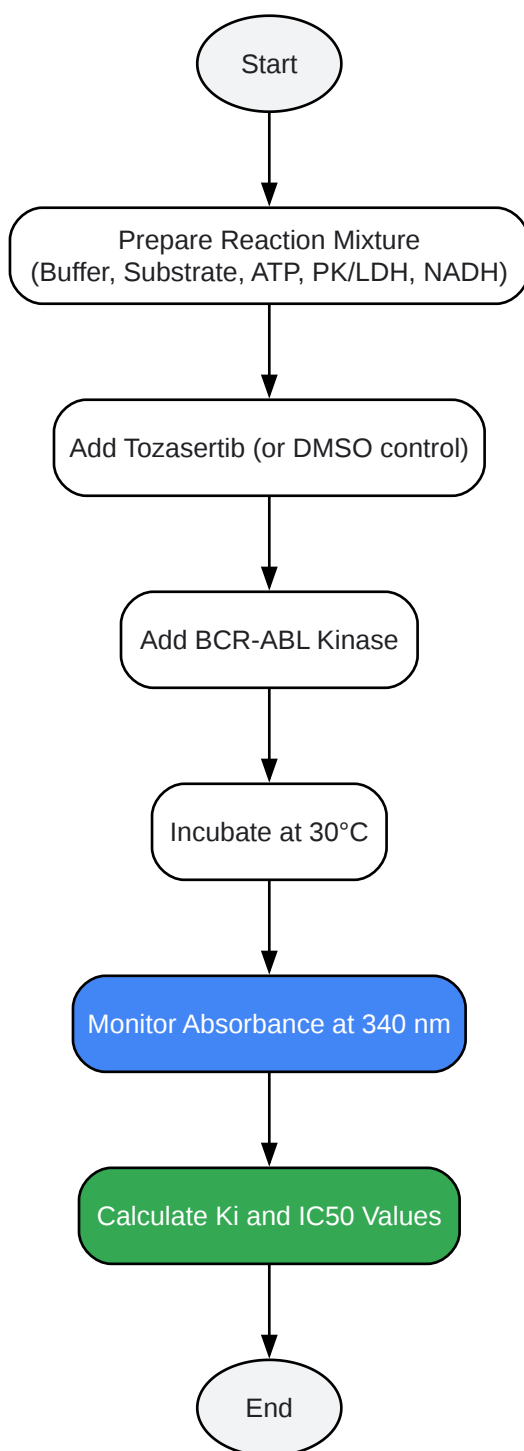 Start
Prepare Reaction Mixture
(Buffer, Substrate, ATP, PK/LDH, NADH)
Add Tozasertib (or DMSO control)
Add BCR-ABL Kinase
Incubate at 30°C
Monitor Absorbance at 340 nm
Calculate Ki and IC50 Values
End